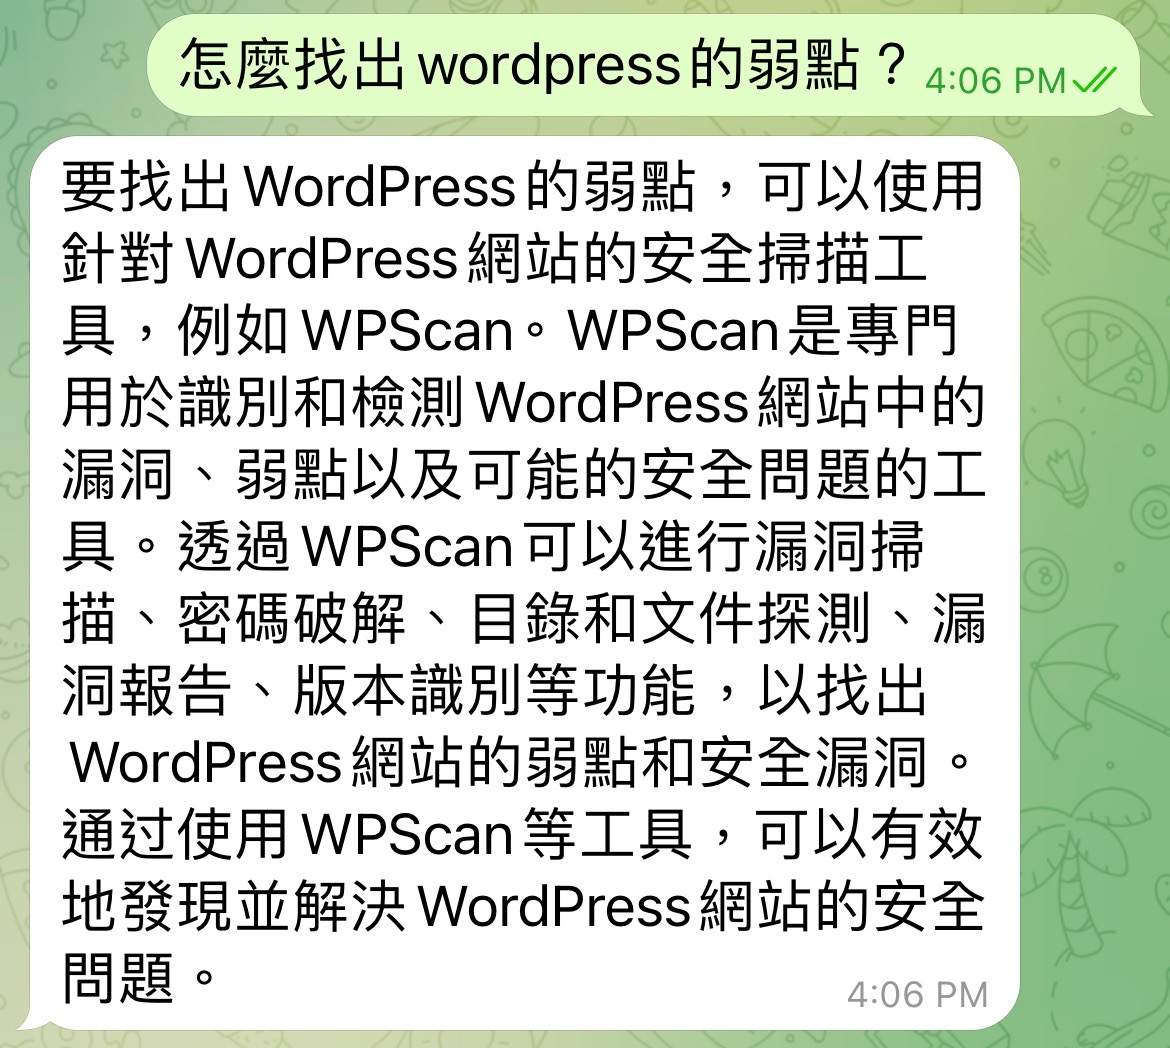 怎麼找出wordpress的弱點？ 4:06 PM
要找出WordPress的弱點，可以使用
針對WordPress網站的安全掃描工
具，例如WPScan。WPScan是專門
用於識別和檢測WordPress網站中的
漏洞、弱點以及可能的安全問題的工
具。透過WPScan可以進行漏洞掃
描、密碼破解、目錄和文件探測、漏
洞報告、版本識別等功能，以找出
WordPress網站的弱點和安全漏洞。
通过使用WPScan等工具，可以有效
地發現並解決WordPress網站的安全
問題。
4:06 PM